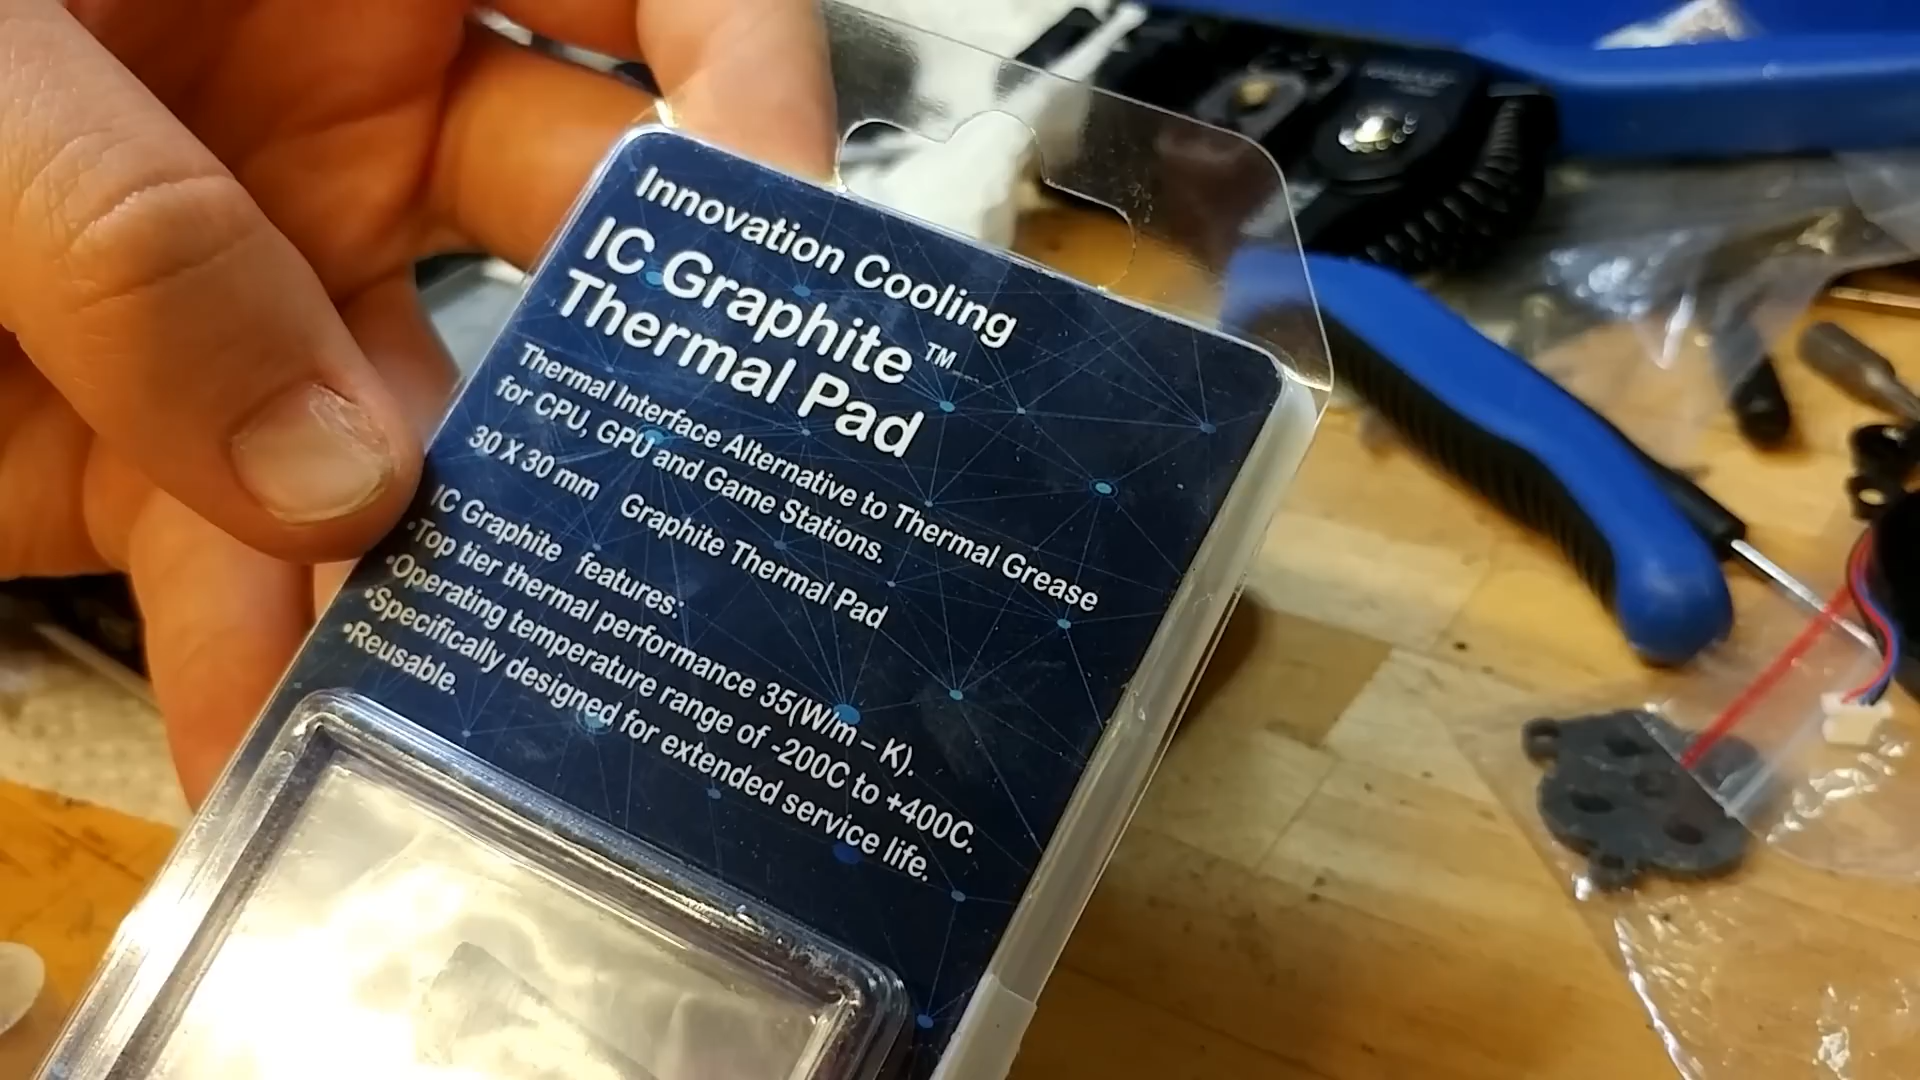 Innovation Cooling
IC Graphite™
Thermal Pad
Thermal Interface Alternative to Thermal Grease
for CPU, GPU and Game Stations.
30 X 30 mm Graphite Thermal Pad
IC Graphite features:
•Top tier thermal performance 35(W/m – K).
•Operating temperature range of -200C to +400C.
•Specifically designed for extended service life.
•Reusable.